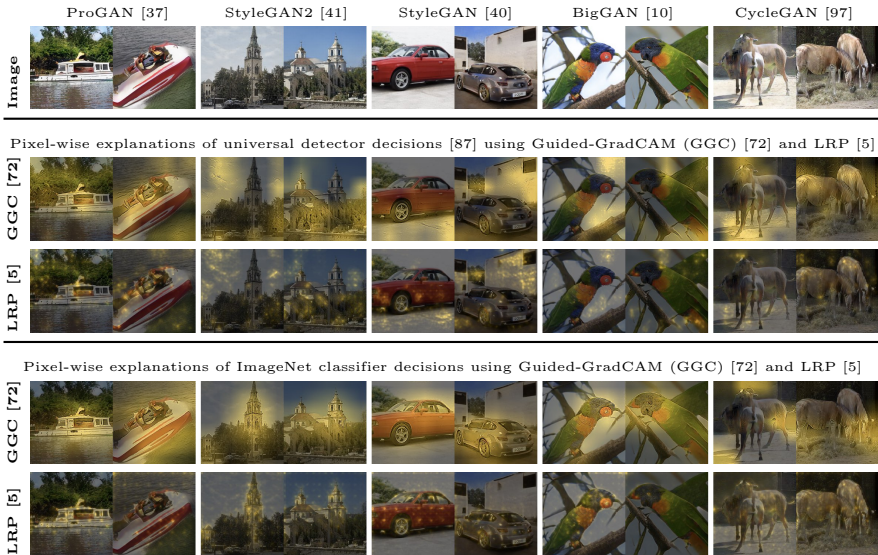 ProGAN [37] StyleGAN2 [41] StyleGAN [40] BigGAN [10] CycleGAN [97]
Image
Pixel-wise explanations of universal detector decisions [87] using Guided-GradCAM (GGC) [72] and LRP [5]
GGC [72]
LRP [5]
Pixel-wise explanations of ImageNet classifier decisions using Guided-GradCAM (GGC) [72] and LRP [5]
GGC [72]
LRP [5]